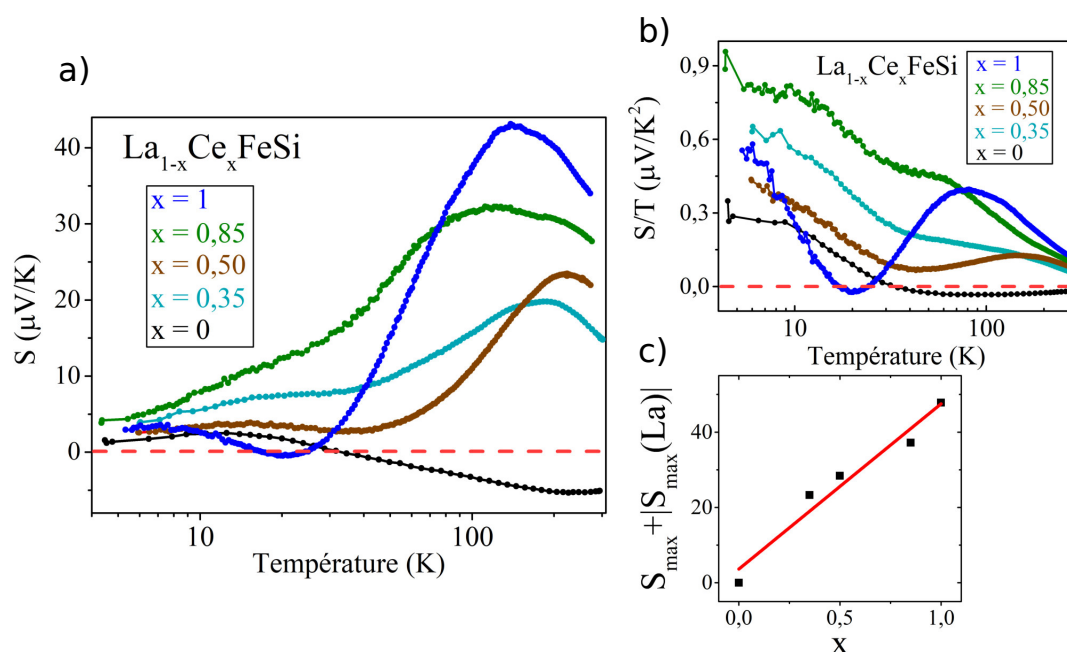 a)
La1-xCexFeSi
x = 1
x = 0,85
x = 0,50
x = 0,35
x = 0
S (µV/K)
40
30
20
10
0
10
100
Température (K)
b)
La1-xCexFeSi
x = 1
x = 0,85
x = 0,50
x = 0,35
x = 0
S/T (µV/K²)
0,9
0,6
0,3
0,0
10
100
Température (K)
c)
Smax+|Smax(La)|
40
20
0
0,0
0,5
1,0
x